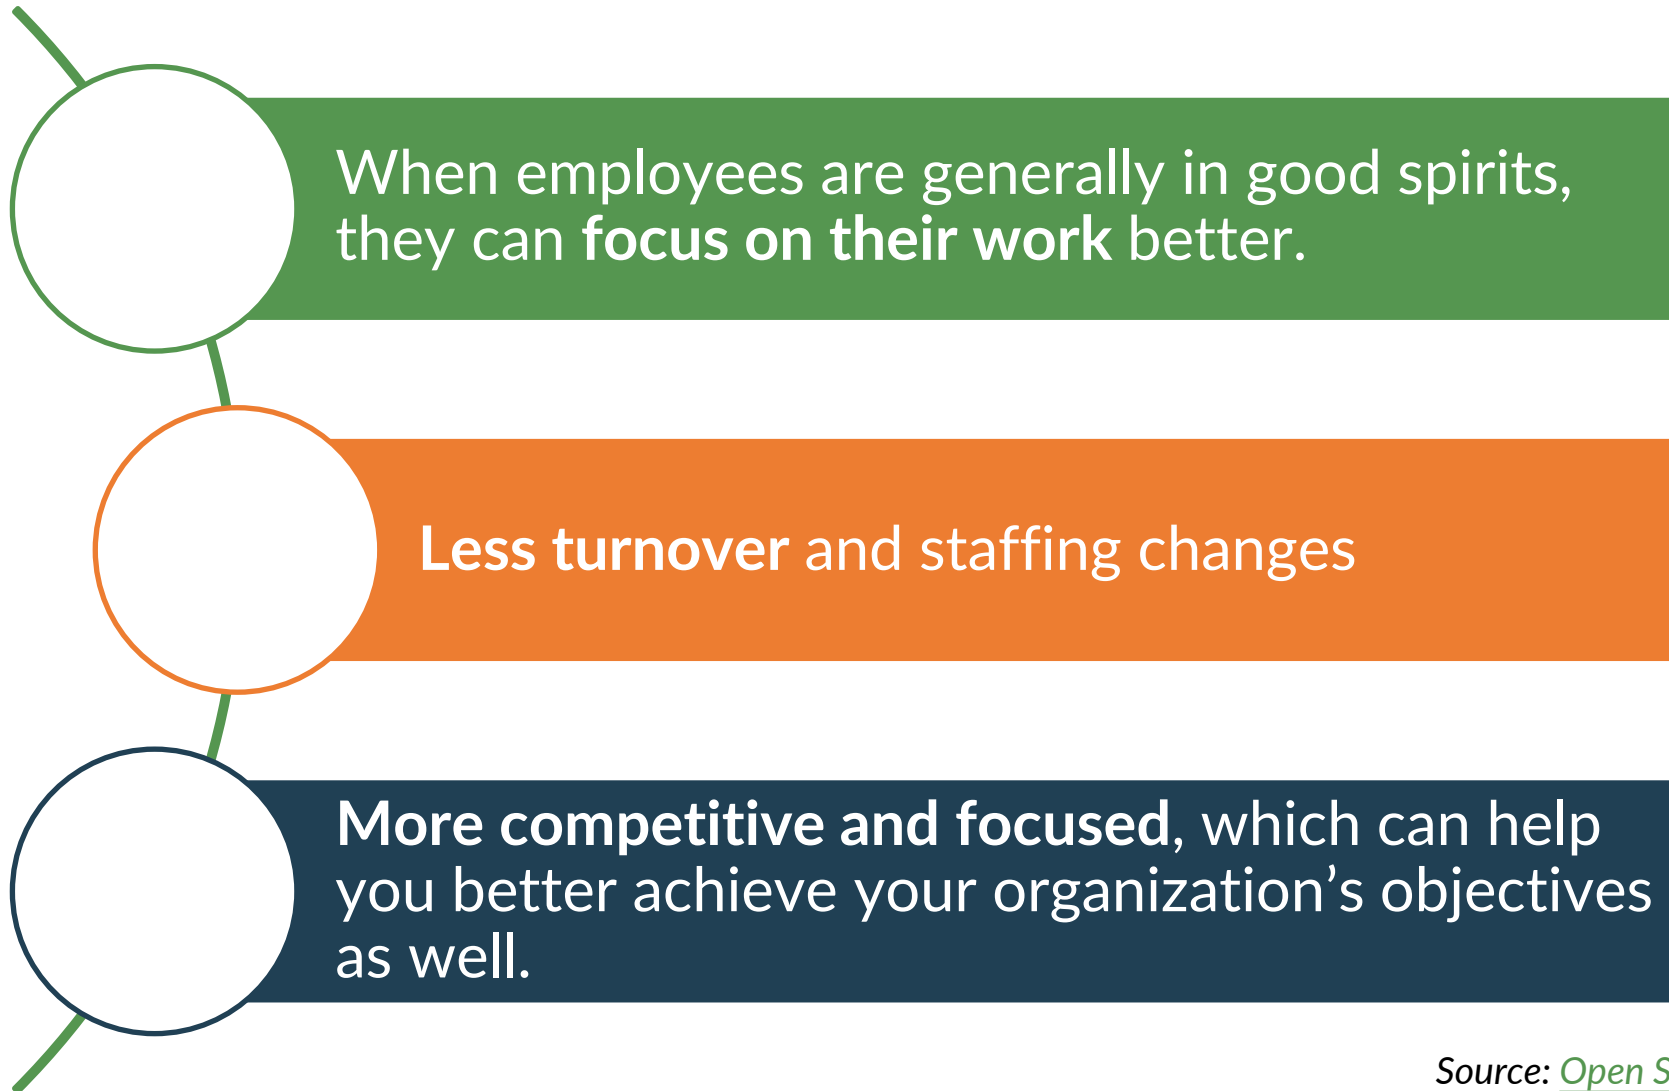 When employees are generally in good spirits,
they can focus on their work better.
Less turnover and staffing changes
More competitive and focused, which can help
you better achieve your organization’s objectives
as well.
Source: Open S